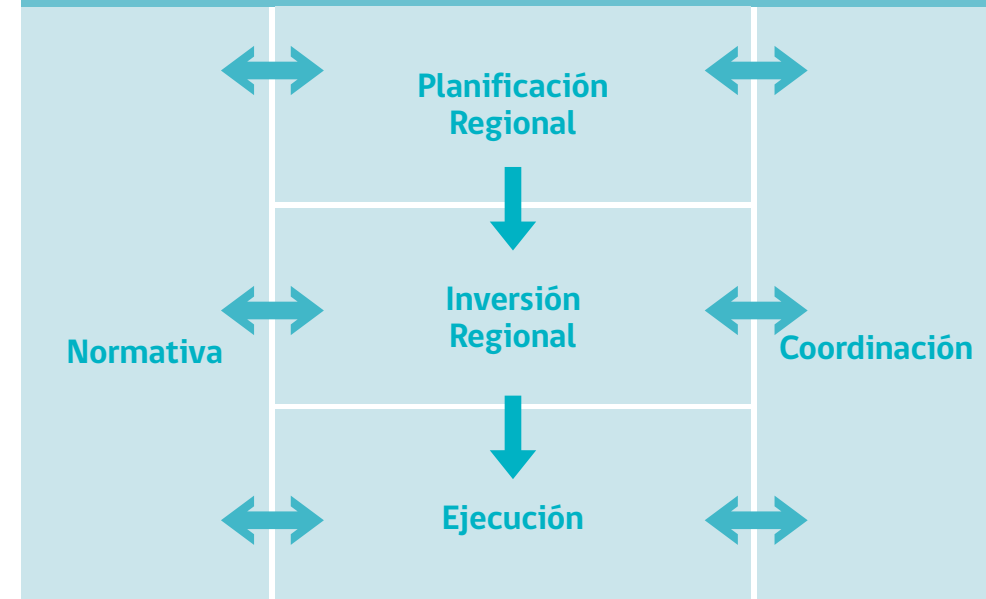 Planificación
Regional
Inversión
Regional
Normativa
Coordinación
Ejecución